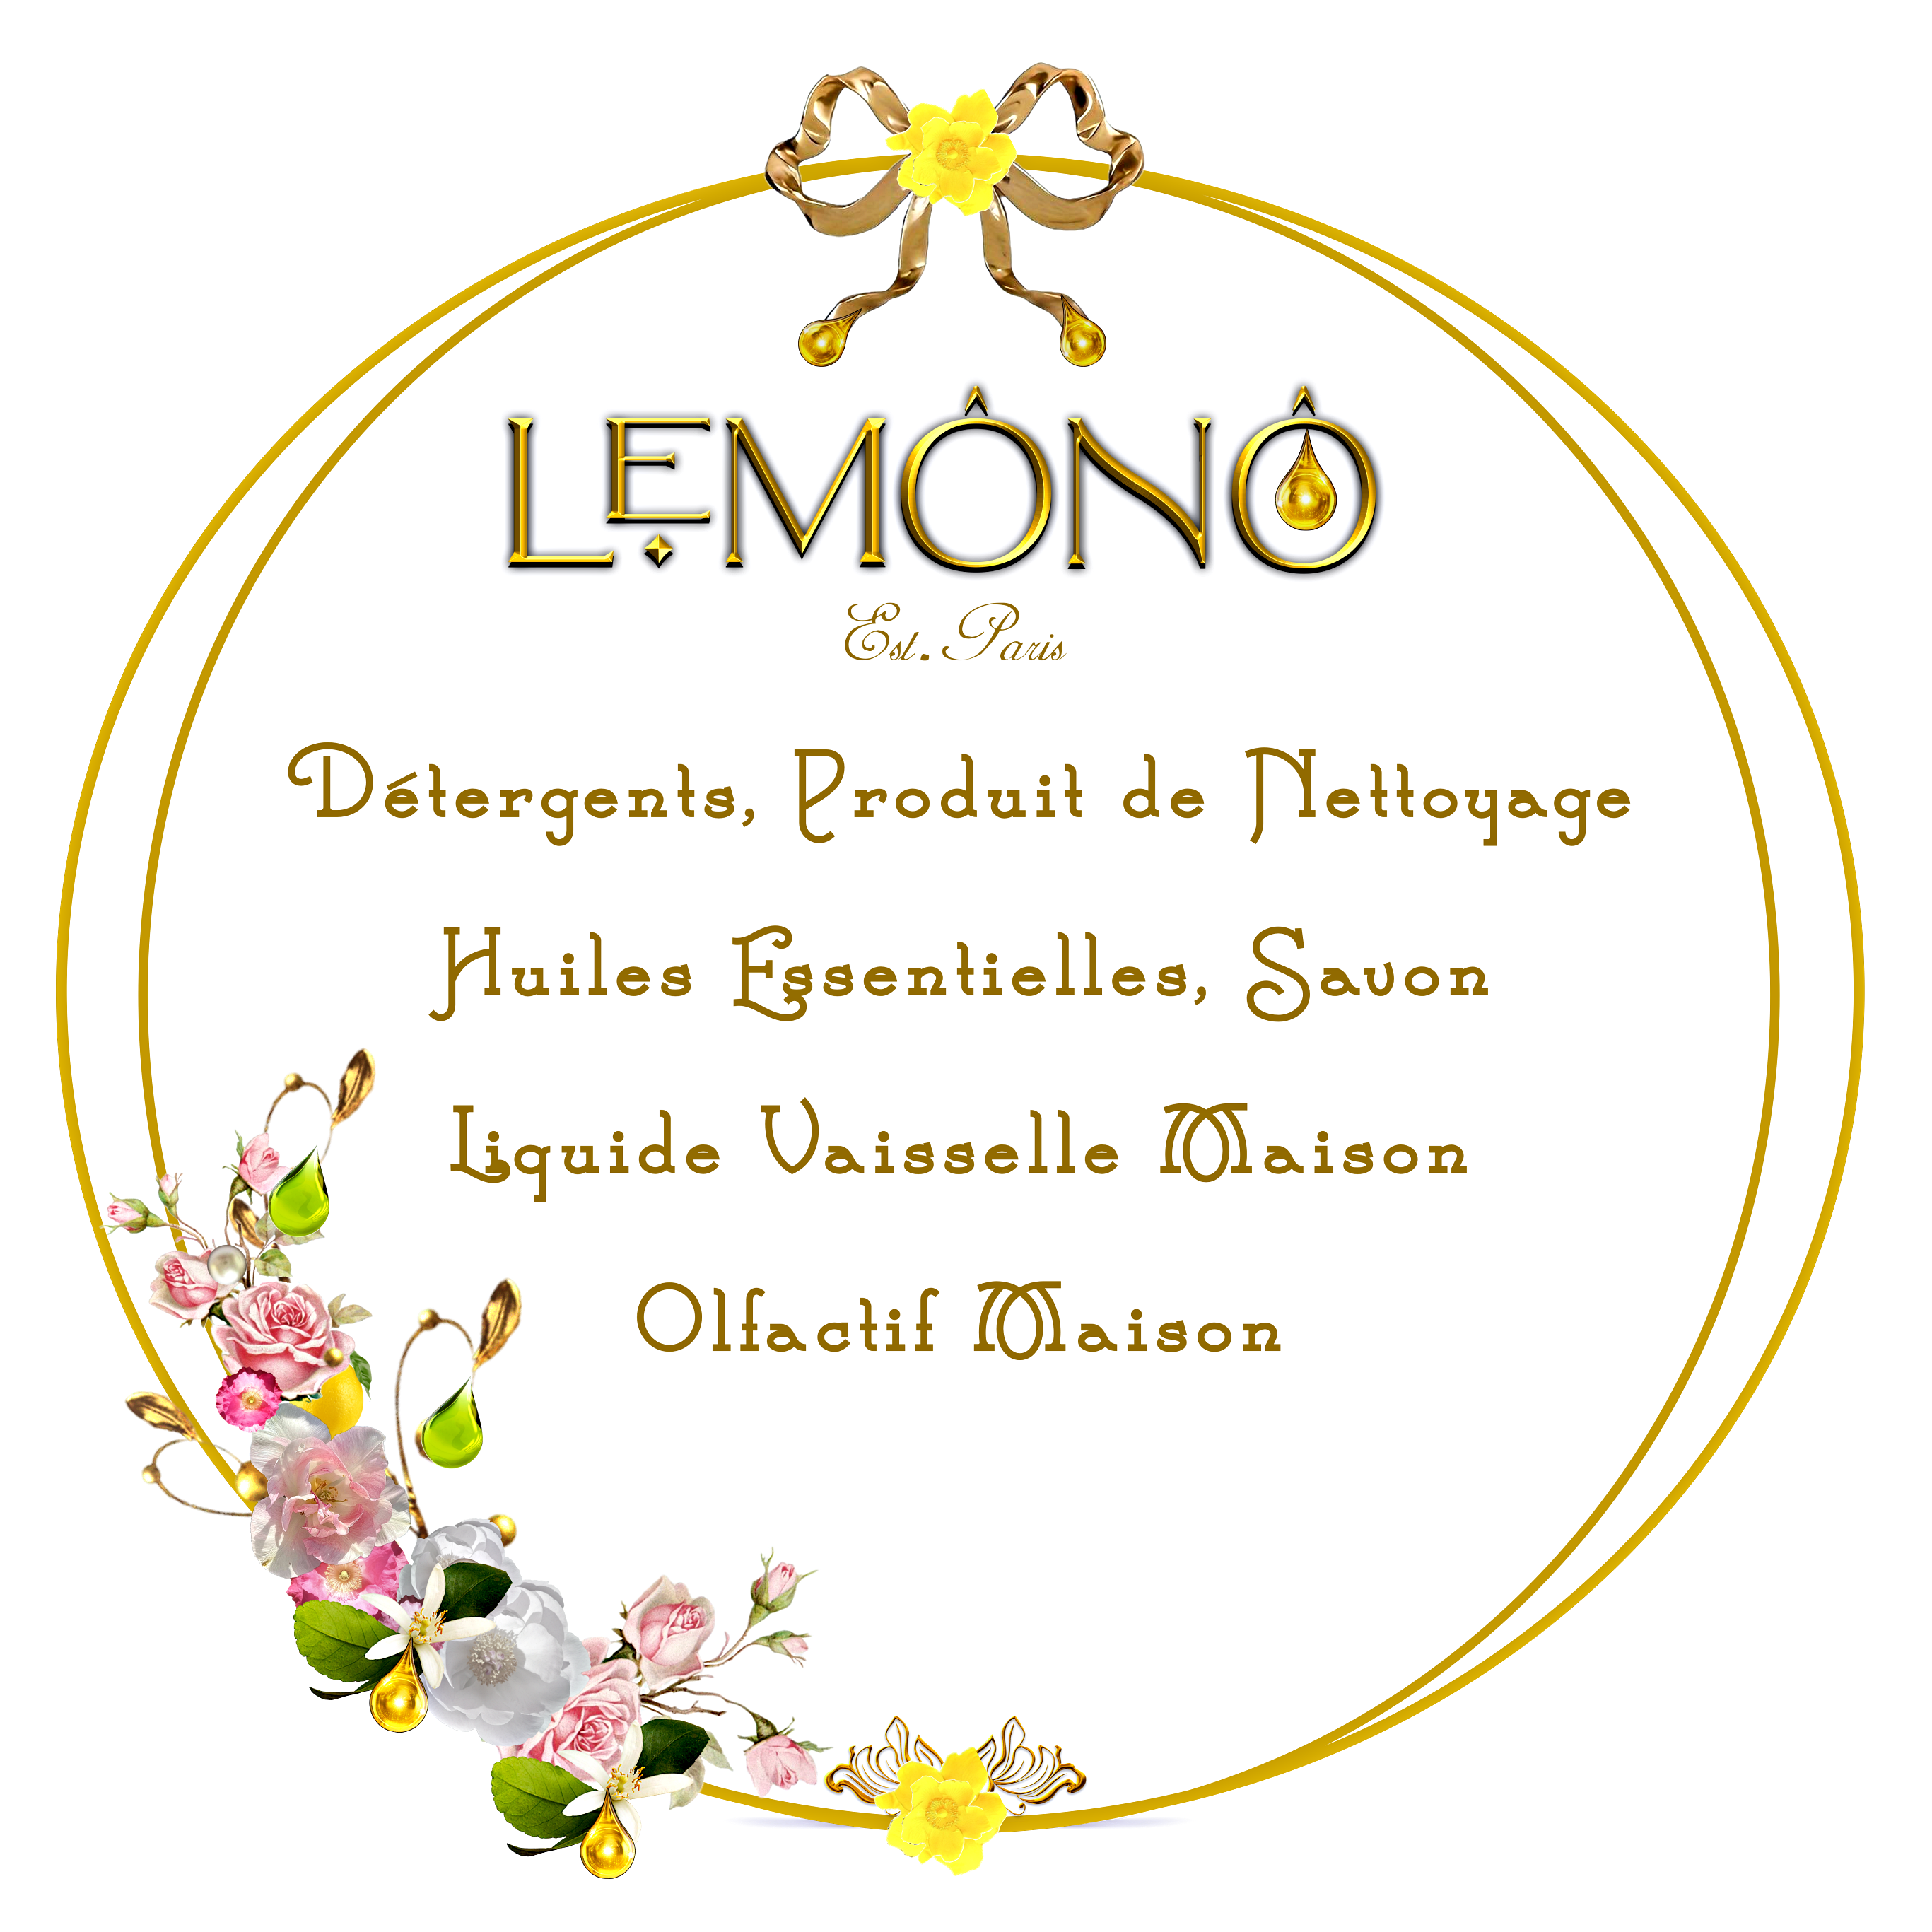 LEMÔNÔ
Est. Paris
Détergents, Produit de Nettoyage
Huiles Essentielles, Savon
Liquide Vaisselle Maison
Olfactif Maison